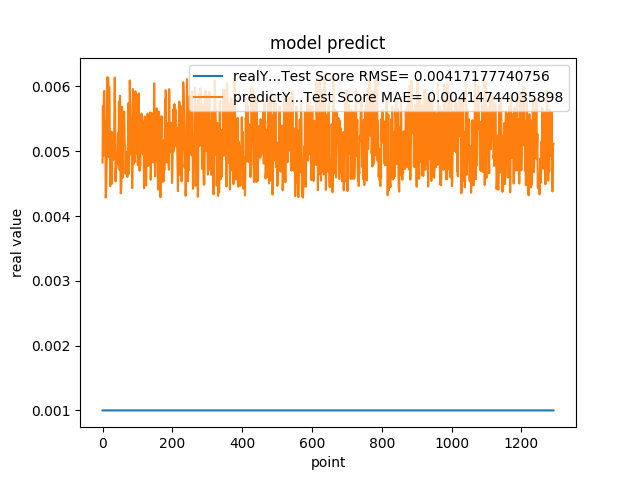 model predict
realY...Test Score RMSE= 0.00417177740756
predictY...Test Score MAE= 0.00414744035898
0.006
0.005
0.004
0.003
0.002
0.001
real value
0 200 400 600 800 1000 1200
point